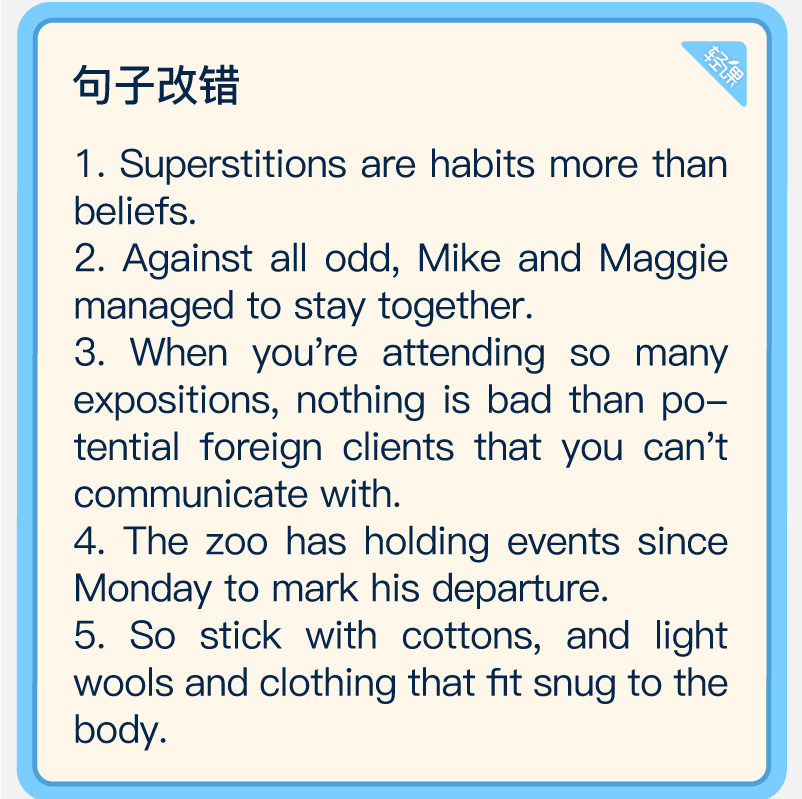 句子改错
轻课
1. Superstitions are habits more than
beliefs.
2. Against all odd, Mike and Maggie
managed to stay together.
3. When you’re attending so many
expositions, nothing is bad than po–
tential foreign clients that you can’t
communicate with.
4. The zoo has holding events since
Monday to mark his departure.
5. So stick with cottons, and light
wools and clothing that fit snug to the
body.